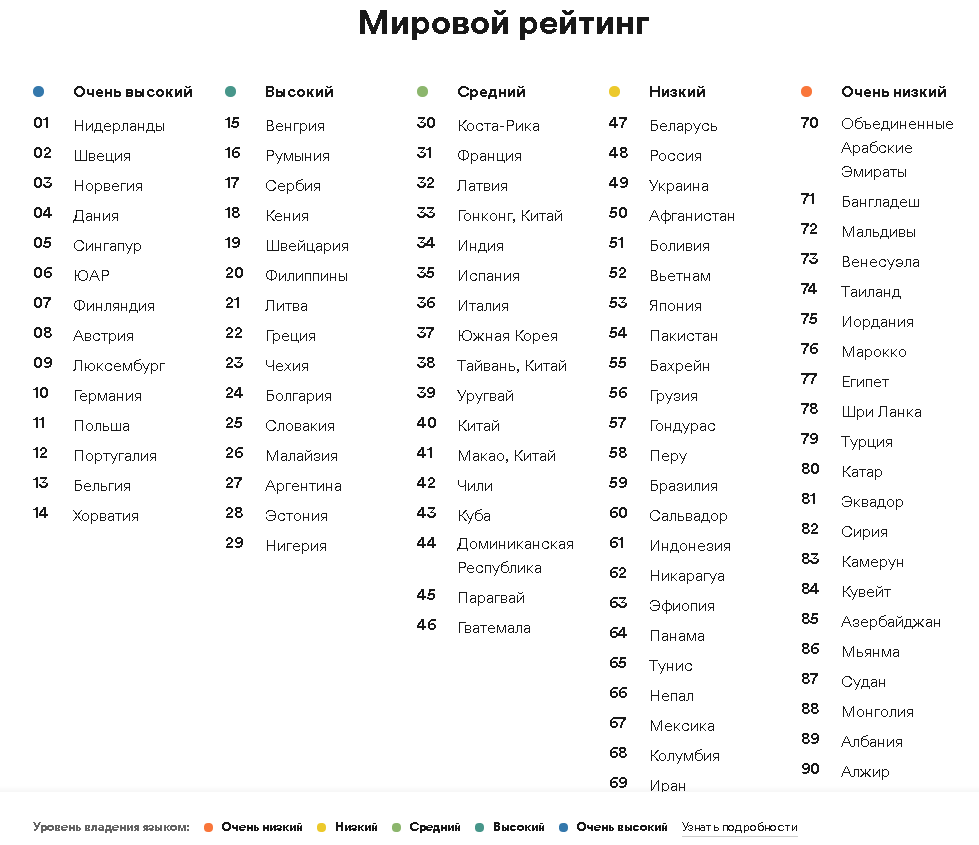 Мировой рейтинг
Очень высокий
01 Нидерланды
02 Швеция
03 Норвегия
04 Дания
05 Сингапур
06 ЮАР
07 Финляндия
08 Австрия
09 Люксембург
10 Германия
11 Польша
12 Португалия
13 Бельгия
14 Хорватия
Высокий
15 Венгрия
16 Румыния
17 Сербия
18 Кения
19 Швейцария
20 Филиппины
21 Литва
22 Греция
23 Чехия
24 Болгария
25 Словакия
26 Малайзия
27 Аргентина
28 Эстония
29 Нигерия
Средний
30 Коста-Рика
31 Франция
32 Латвия
33 Гонконг, Китай
34 Индия
35 Испания
36 Италия
37 Южная Корея
38 Тайвань, Китай
39 Уругвай
40 Китай
41 Макао, Китай
42 Чили
43 Куба
44 Доминиканская
Республика
45 Парагвай
46 Гватемала
Низкий
47 Беларусь
48 Россия
49 Украина
50 Афганистан
51 Боливия
52 Вьетнам
53 Япония
54 Пакистан
55 Бахрейн
56 Грузия
57 Гондурас
58 Перу
59 Бразилия
60 Сальвадор
61 Индонезия
62 Никарагуа
63 Эфиопия
64 Панама
65 Тунис
66 Непал
67 Мексика
68 Колумбия
69 Иран
Очень низкий
70 Объединенные
Арабские
Эмираты
71 Бангладеш
72 Мальдивы
73 Венесуэла
74 Таиланд
75 Иордания
76 Марокко
77 Египет
78 Шри Ланка
79 Турция
80 Катар
81 Эквадор
82 Сирия
83 Камерун
84 Кувейт
85 Азербайджан
86 Мьянма
87 Судан
88 Монголия
89 Албания
90 Алжир
Уровень владения языком: Очень низкий Низкий Средний Высокий Очень высокий Узнать подробности